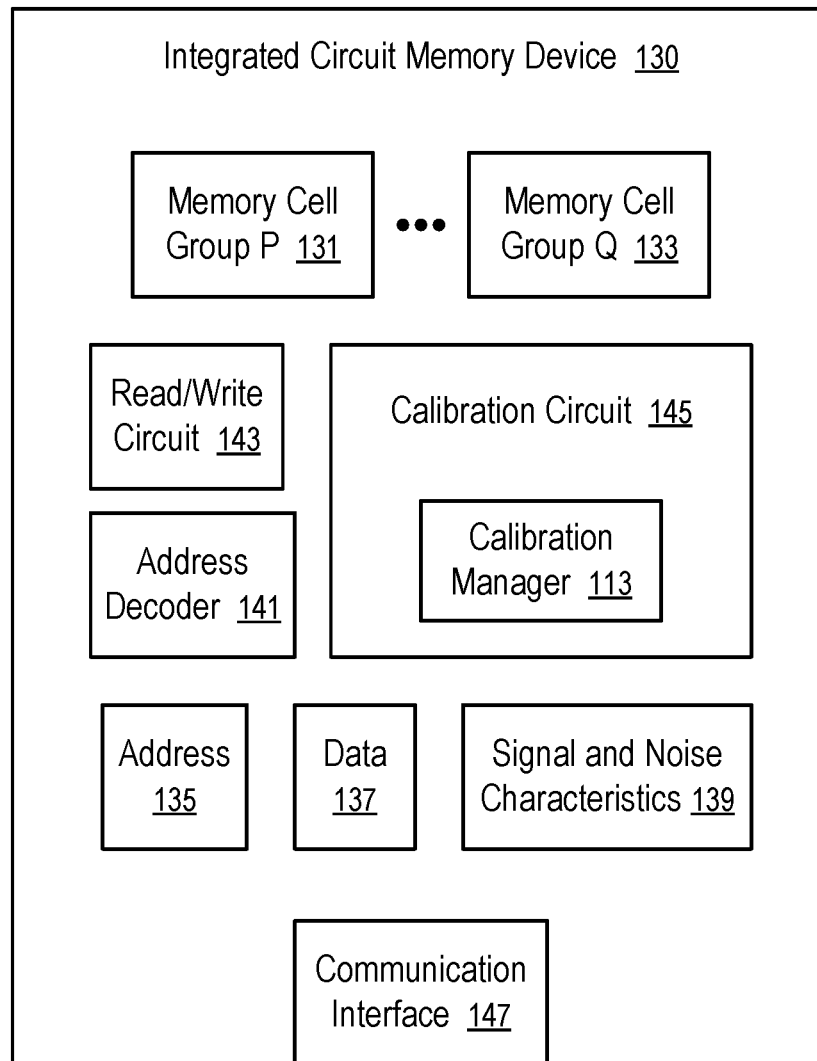 Integrated Circuit Memory Device 130
Memory Cell
Group P 131
•••
Memory Cell
Group Q 133
Read/Write
Circuit 143
Calibration Circuit 145
Calibration
Manager 113
Address
Decoder 141
Address
135
Data
137
Signal and Noise
Characteristics 139
Communication
Interface 147